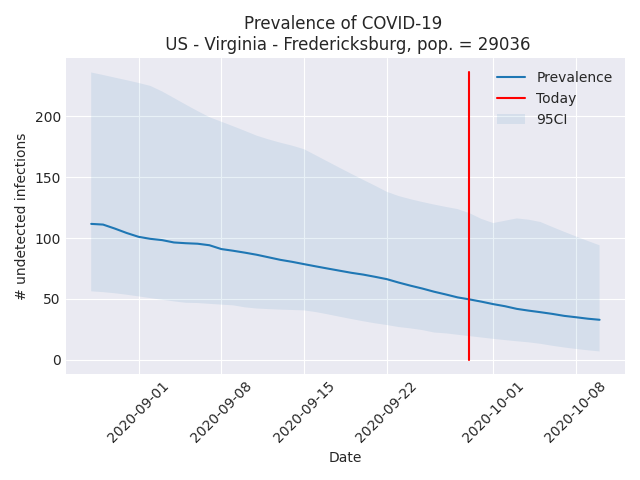 Prevalence of COVID-19
US - Virginia - Fredericksburg, pop. = 29036
Prevalence
Today
95CI
# undetected infections
200
150
100
50
0
2020-09-01
2020-09-08
2020-09-15
2020-09-22
2020-10-01
2020-10-08
Date